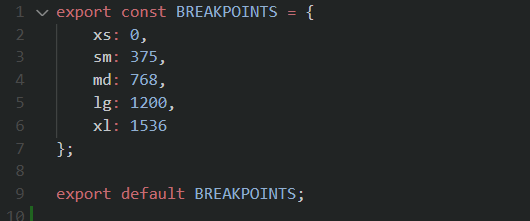 1 export const BREAKPOINTS = {
2 xs: 0,
3 sm: 375,
4 md: 768,
5 lg: 1200,
6 xl: 1536
7 };
8
9 export default BREAKPOINTS;
10